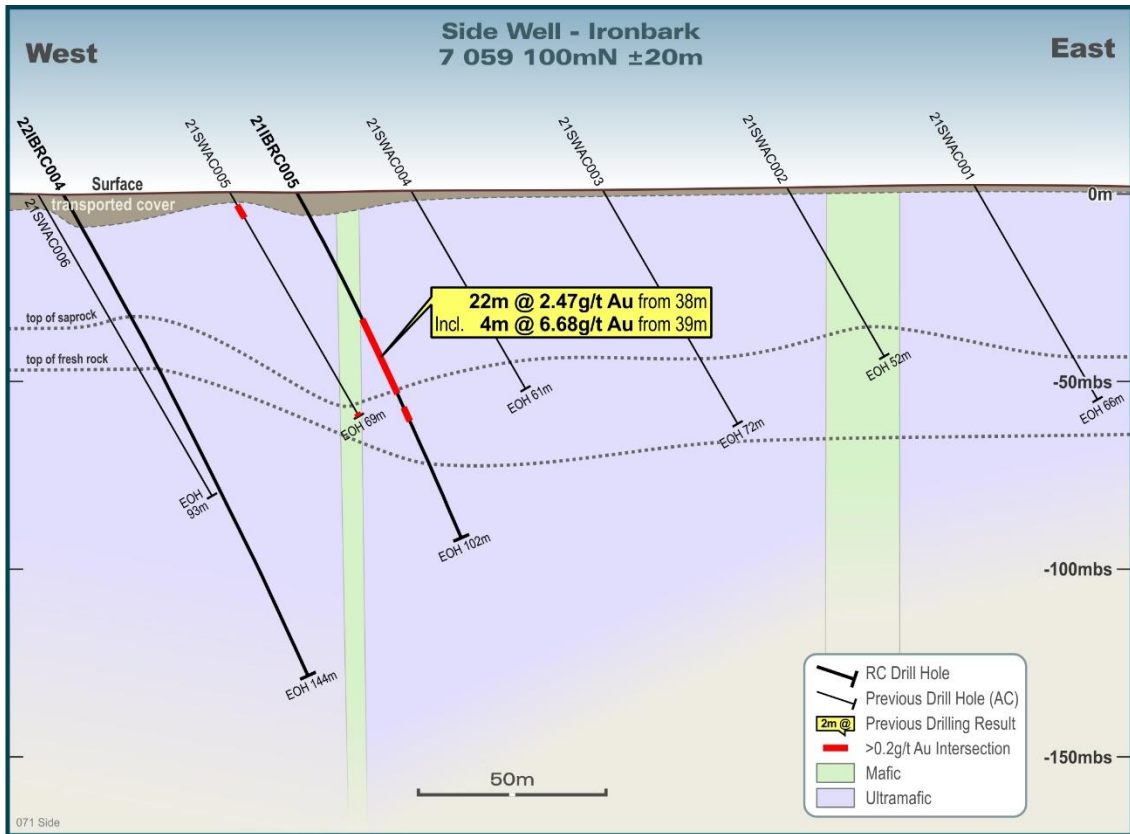 Side Well - Ironbark
7 059 100mN ±20m
West
East
22IBRC004
21SWAC005
21IBRC005
21SWAC004
21SWAC003
21SWAC002
21SWAC001
Surface
transported cover
21SWAC006
0m
22m @ 2.47g/t Au from 38m
Incl. 4m @ 6.68g/t Au from 39m
top of saprock
top of fresh rock
-50mbs
EOH 52m
EOH 61m
EOH 66m
EOH 69m
EOH 72m
EOH
93m
EOH 102m
-100mbs
EOH 144m
-150mbs
50m
RC Drill Hole
Previous Drill Hole (AC)
2m @
Previous Drilling Result
>0.2g/t Au Intersection
Mafic
Ultramafic
071 Side